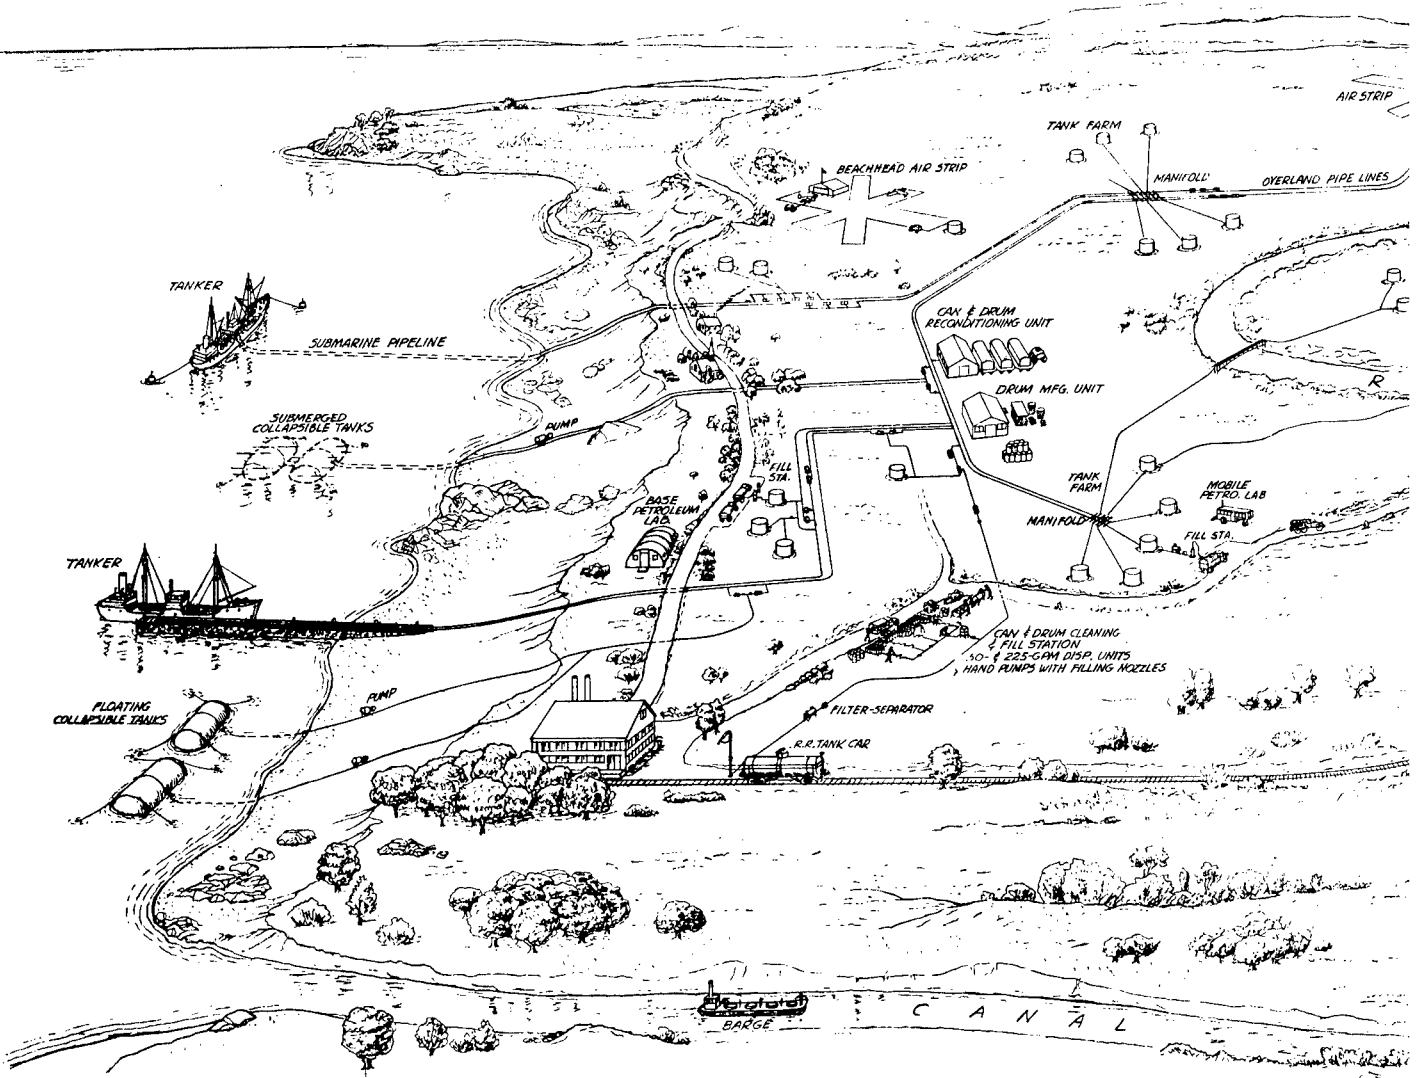 AIR STRIP
TANK FARM
BEACHHEAD AIR STRIP
MANIFOLD
OVERLAND PIPE LINES
TANKER
SUBMARINE PIPELINE
CAN & DRUM
RECONDITIONING UNIT
R
DRUM MFG. UNIT
SUBMERGED
COLLAPSIBLE TANKS
PUMP
FILL
STA.
TANK
FARM
MOBILE
PETRO. LAB
BASE
PETROLEUM
LAB.
MANIFOLD
FILL STA.
TANKER
CAN & DRUM CLEANING
& FILL STATION
50- & 225-GPM DISP. UNITS
HAND PUMPS WITH FILLING NOZZLES
PUMP
FLOATING
COLLAPSIBLE TANKS
FILTER-SEPARATOR
R.R. TANK CAR
BARGE
CANAL